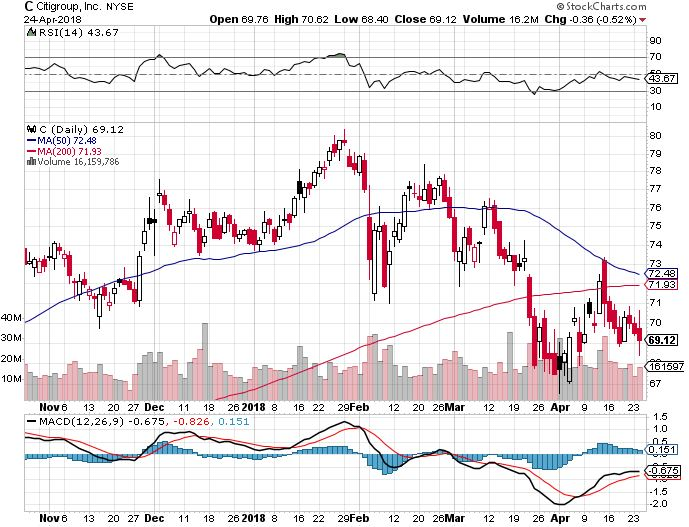 C Citigroup, Inc. NYSE © StockCharts.com
24-Apr-2018 Open 69.76 High 70.62 Low 68.40 Close 69.12 Volume 16.2M Chg -0.36 (-0.52%)
RSI(14) 43.67
90
70
50
43.67
30
10
C (Daily) 69.12
MA(50) 72.48
MA(200) 71.93
Volume 16,159,786
80
79
78
77
76
75
74
73
72.48
71.93
71
70
69.12
68
67
161597
40M
30M
20M
10M
Nov 6 13 20 27 Dec 11 18 26 2018 8 16 22 29 Feb 12 20 26 Mar 12 19 26 Apr 9 16 23
MACD(12,26,9) -0.675, -0.826, 0.151
1.5
1.0
0.5
0.151
-0.675
-1.0
-1.5
-2.0
Nov 6 13 20 27 Dec 11 18 26 2018 8 16 22 29 Feb 12 20 26 Mar 12 19 26 Apr 9 16 23